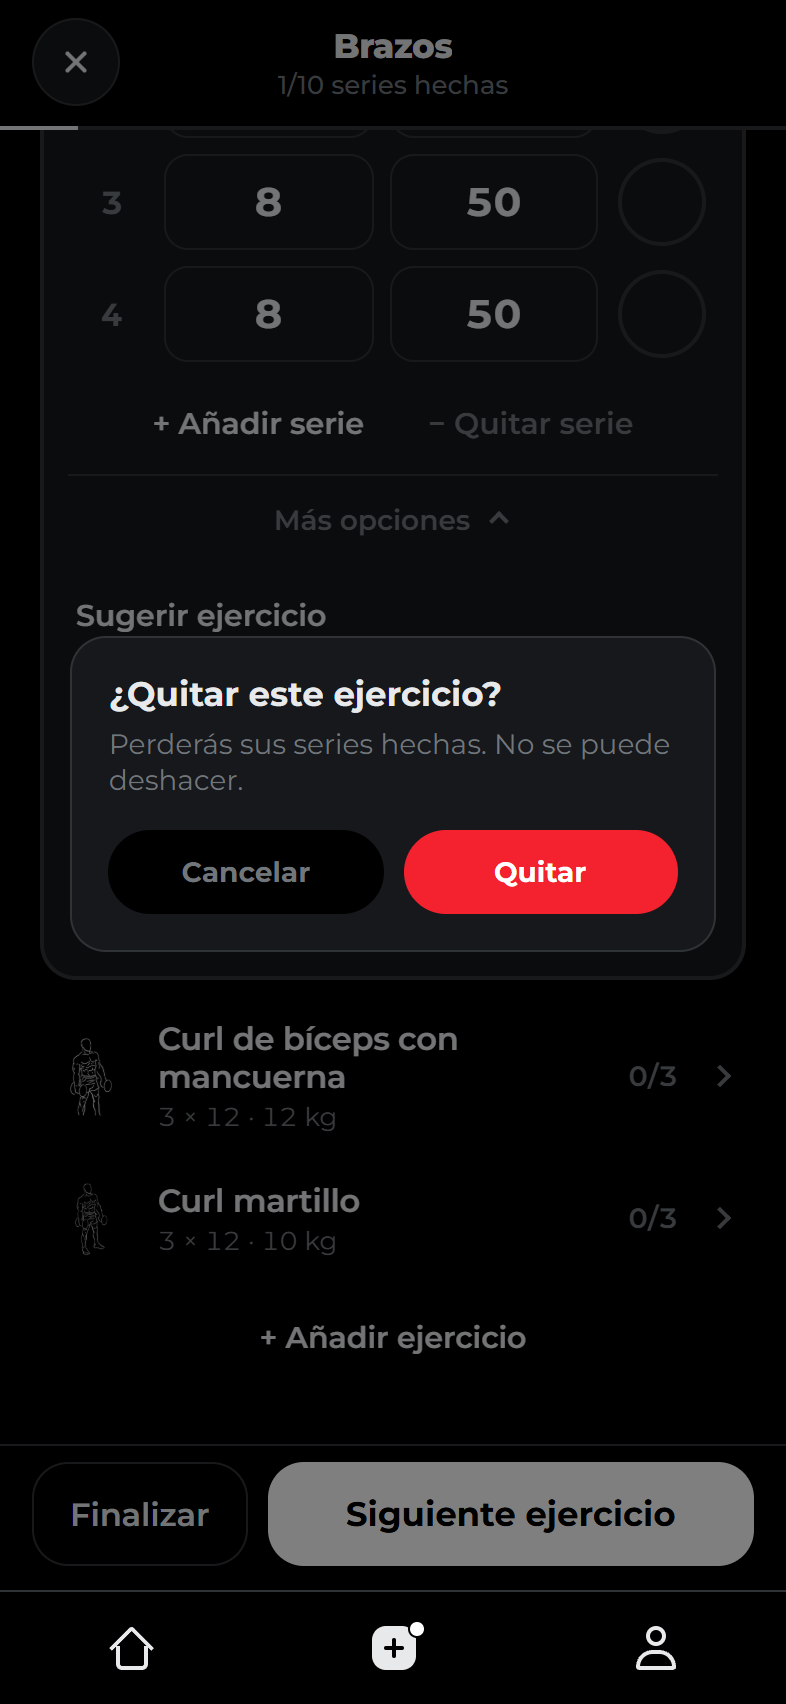 Brazos
1/10 series hechas
3 8 50
4 8 50
+ Añadir serie − Quitar serie
Más opciones
Sugerir ejercicio
¿Quitar este ejercicio?
Perderás sus series hechas. No se puede
deshacer.
Cancelar Quitar
Curl de bíceps con
mancuerna
3 × 12 · 12 kg
0/3
Curl martillo
3 × 12 · 10 kg
0/3
+ Añadir ejercicio
Finalizar Siguiente ejercicio